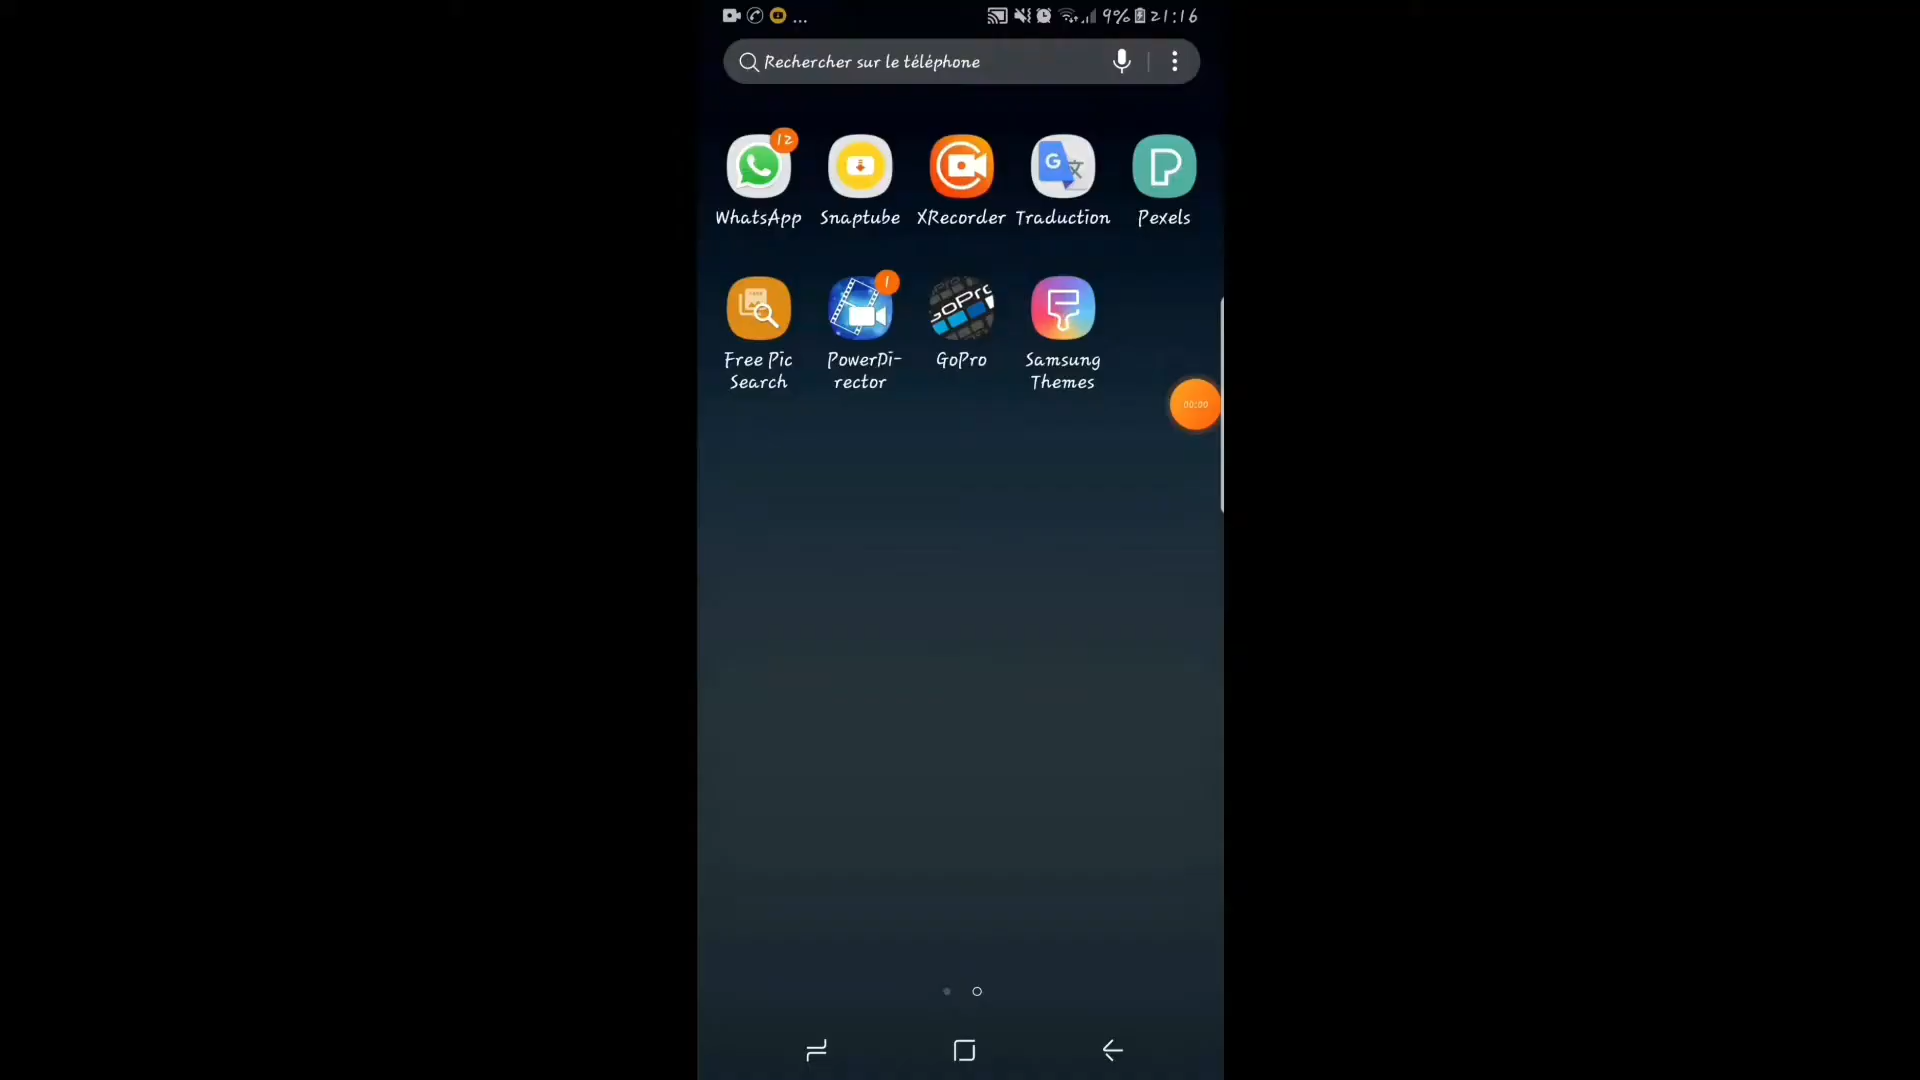 ... 9% 21:16
Rechercher sur le téléphone
12
WhatsApp Snaptube XRecorder Traduction Pexels
1
GoPro
Free Pic PowerDi- GoPro Samsung
Search rector Themes
00:00